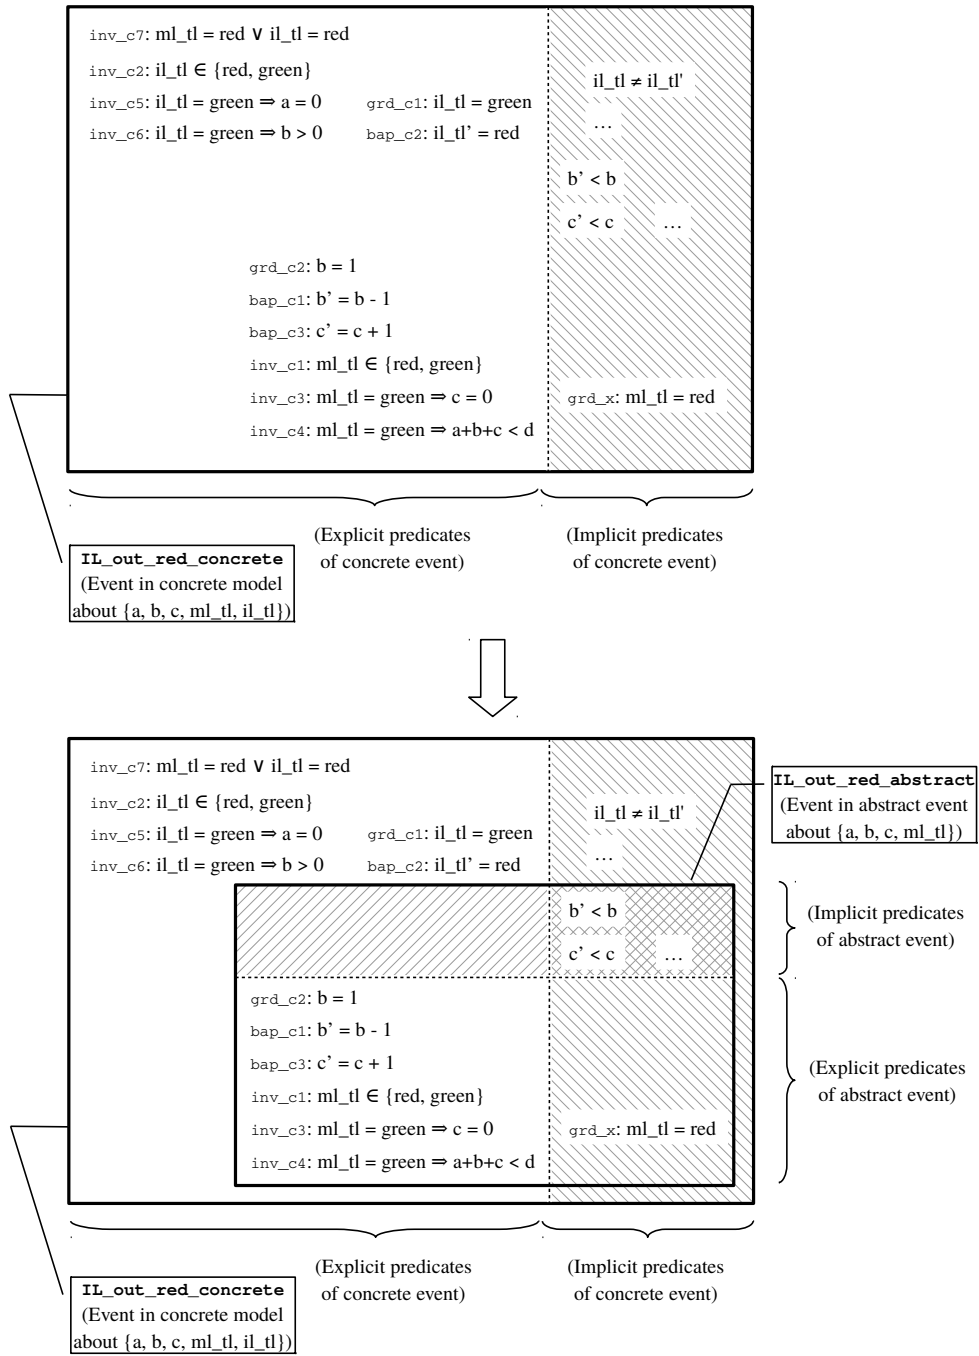 inv_c7: ml_tl = red ∨ il_tl = red
inv_c2: il_tl ∈ {red, green}
il_tl ≠ il_tl'
inv_c5: il_tl = green ⇒ a = 0
grd_c1: il_tl = green
inv_c6: il_tl = green ⇒ b > 0
bap_c2: il_tl’ = red
…
b’ < b
c’ < c
…
grd_c2: b = 1
bap_c1: b’ = b - 1
bap_c3: c’ = c + 1
inv_c1: ml_tl ∈ {red, green}
inv_c3: ml_tl = green ⇒ c = 0
grd_x: ml_tl = red
inv_c4: ml_tl = green ⇒ a+b+c < d
(Explicit predicates
of concrete event)
(Implicit predicates
of concrete event)
IL_out_red_concrete
(Event in concrete model
about {a, b, c, ml_tl, il_tl})
inv_c7: ml_tl = red ∨ il_tl = red
inv_c2: il_tl ∈ {red, green}
il_tl ≠ il_tl'
inv_c5: il_tl = green ⇒ a = 0
grd_c1: il_tl = green
inv_c6: il_tl = green ⇒ b > 0
bap_c2: il_tl’ = red
…
IL_out_red_abstract
(Event in abstract event
about {a, b, c, ml_tl})
b’ < b
c’ < c
…
(Implicit predicates
of abstract event)
grd_c2: b = 1
bap_c1: b’ = b - 1
bap_c3: c’ = c + 1
inv_c1: ml_tl ∈ {red, green}
inv_c3: ml_tl = green ⇒ c = 0
grd_x: ml_tl = red
inv_c4: ml_tl = green ⇒ a+b+c < d
(Explicit predicates
of abstract event)
(Explicit predicates
of concrete event)
(Implicit predicates
of concrete event)
IL_out_red_concrete
(Event in concrete model
about {a, b, c, ml_tl, il_tl})